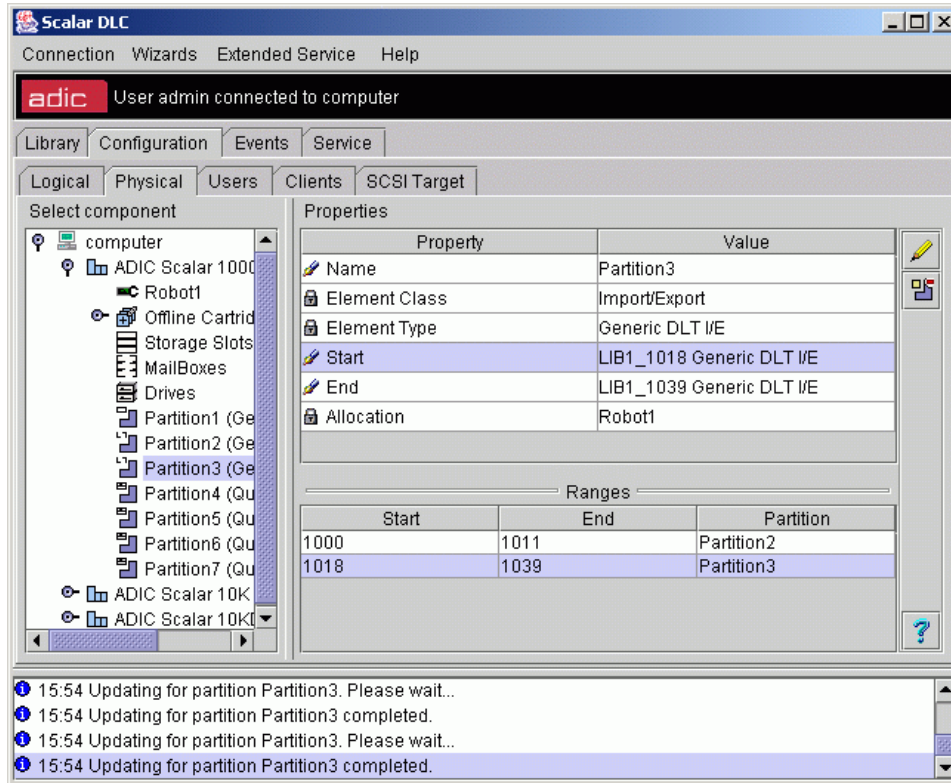 Scalar DLC
Connection Wizards Extended Service Help
adic User admin connected to computer
Library Configuration Events Service
Logical Physical Users Clients SCSI Target
Select component
computer
ADIC Scalar 1000
Robot1
Offline Cartrid
Storage Slots
MailBoxes
Drives
Partition1 (Ge
Partition2 (Ge
Partition3 (Ge
Partition4 (Qu
Partition5 (Qu
Partition6 (Qu
Partition7 (Qu
ADIC Scalar 10K
ADIC Scalar 10K
Properties
Property Value
Name Partition3
Element Class Import/Export
Element Type Generic DLT I/E
Start LIB1_1018 Generic DLT I/E
End LIB1_1039 Generic DLT I/E
Allocation Robot1
Ranges
Start End Partition
1000 1011 Partition2
1018 1039 Partition3
15:54 Updating for partition Partition3. Please wait...
15:54 Updating for partition Partition3 completed.
15:54 Updating for partition Partition3. Please wait...
15:54 Updating for partition Partition3 completed.